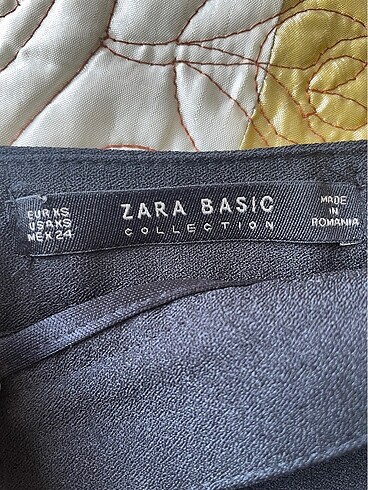 EUR XS
USA XS
MEX 24
ZARA BASIC
COLLECTION
MADE
IN
ROMANIA